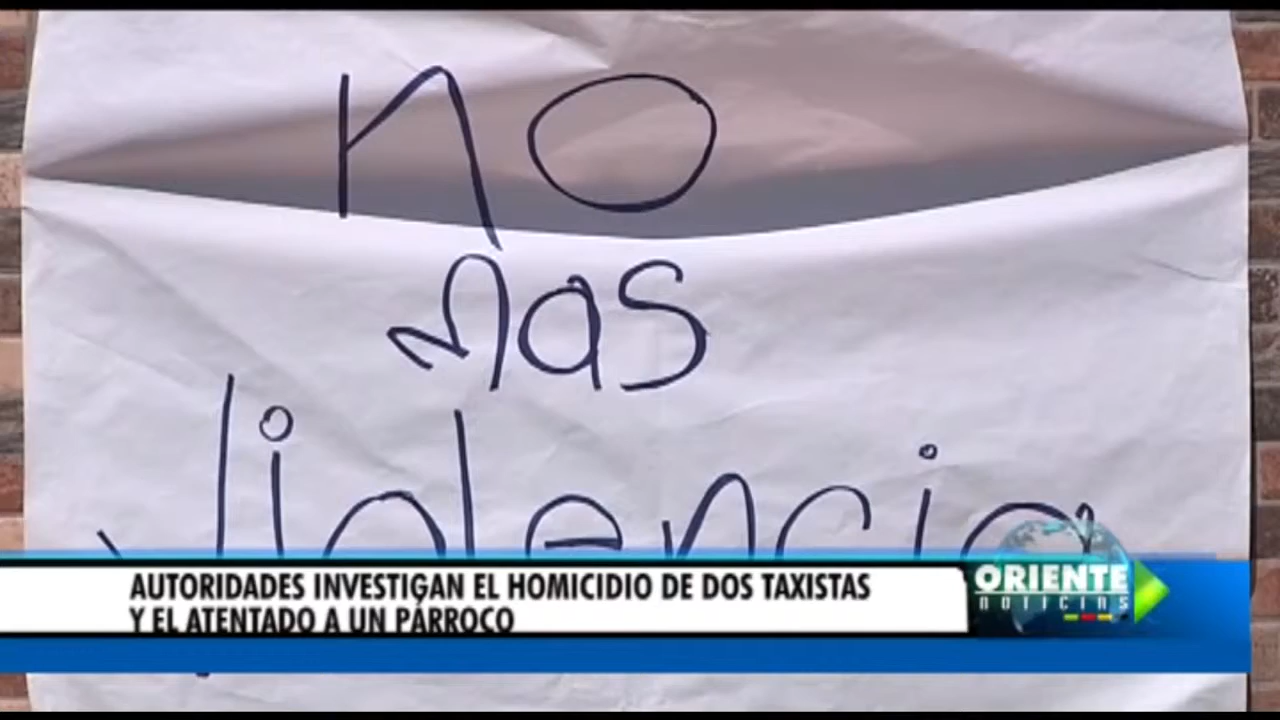 no
mas
violencia
AUTORIDADES INVESTIGAN EL HOMICIDIO DE DOS TAXISTAS
Y EL ATENTADO A UN PÁRROCO
ORIENTE
NOTICIAS